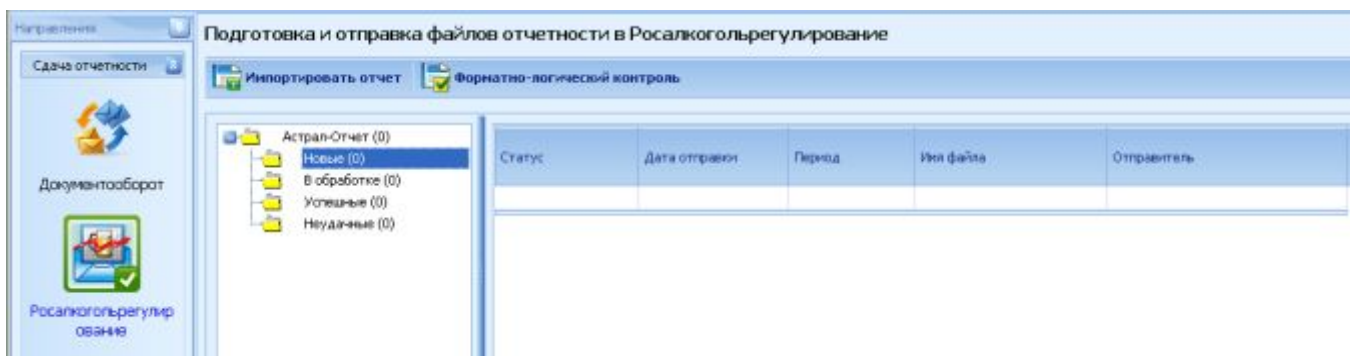 Направления
Подготовка и отправка файлов отчетности в Росалкогольрегулирование
Сдача отчетности
Импортировать отчет
Форматно-логический контроль
Документооборот
Росалкогольрегулир
ование
Астрал-Отчет (0)
Новые (0)
В обработке (0)
Успешные (0)
Неудачные (0)
Статус
Дата отправки
Период
Имя файла
Отправитель